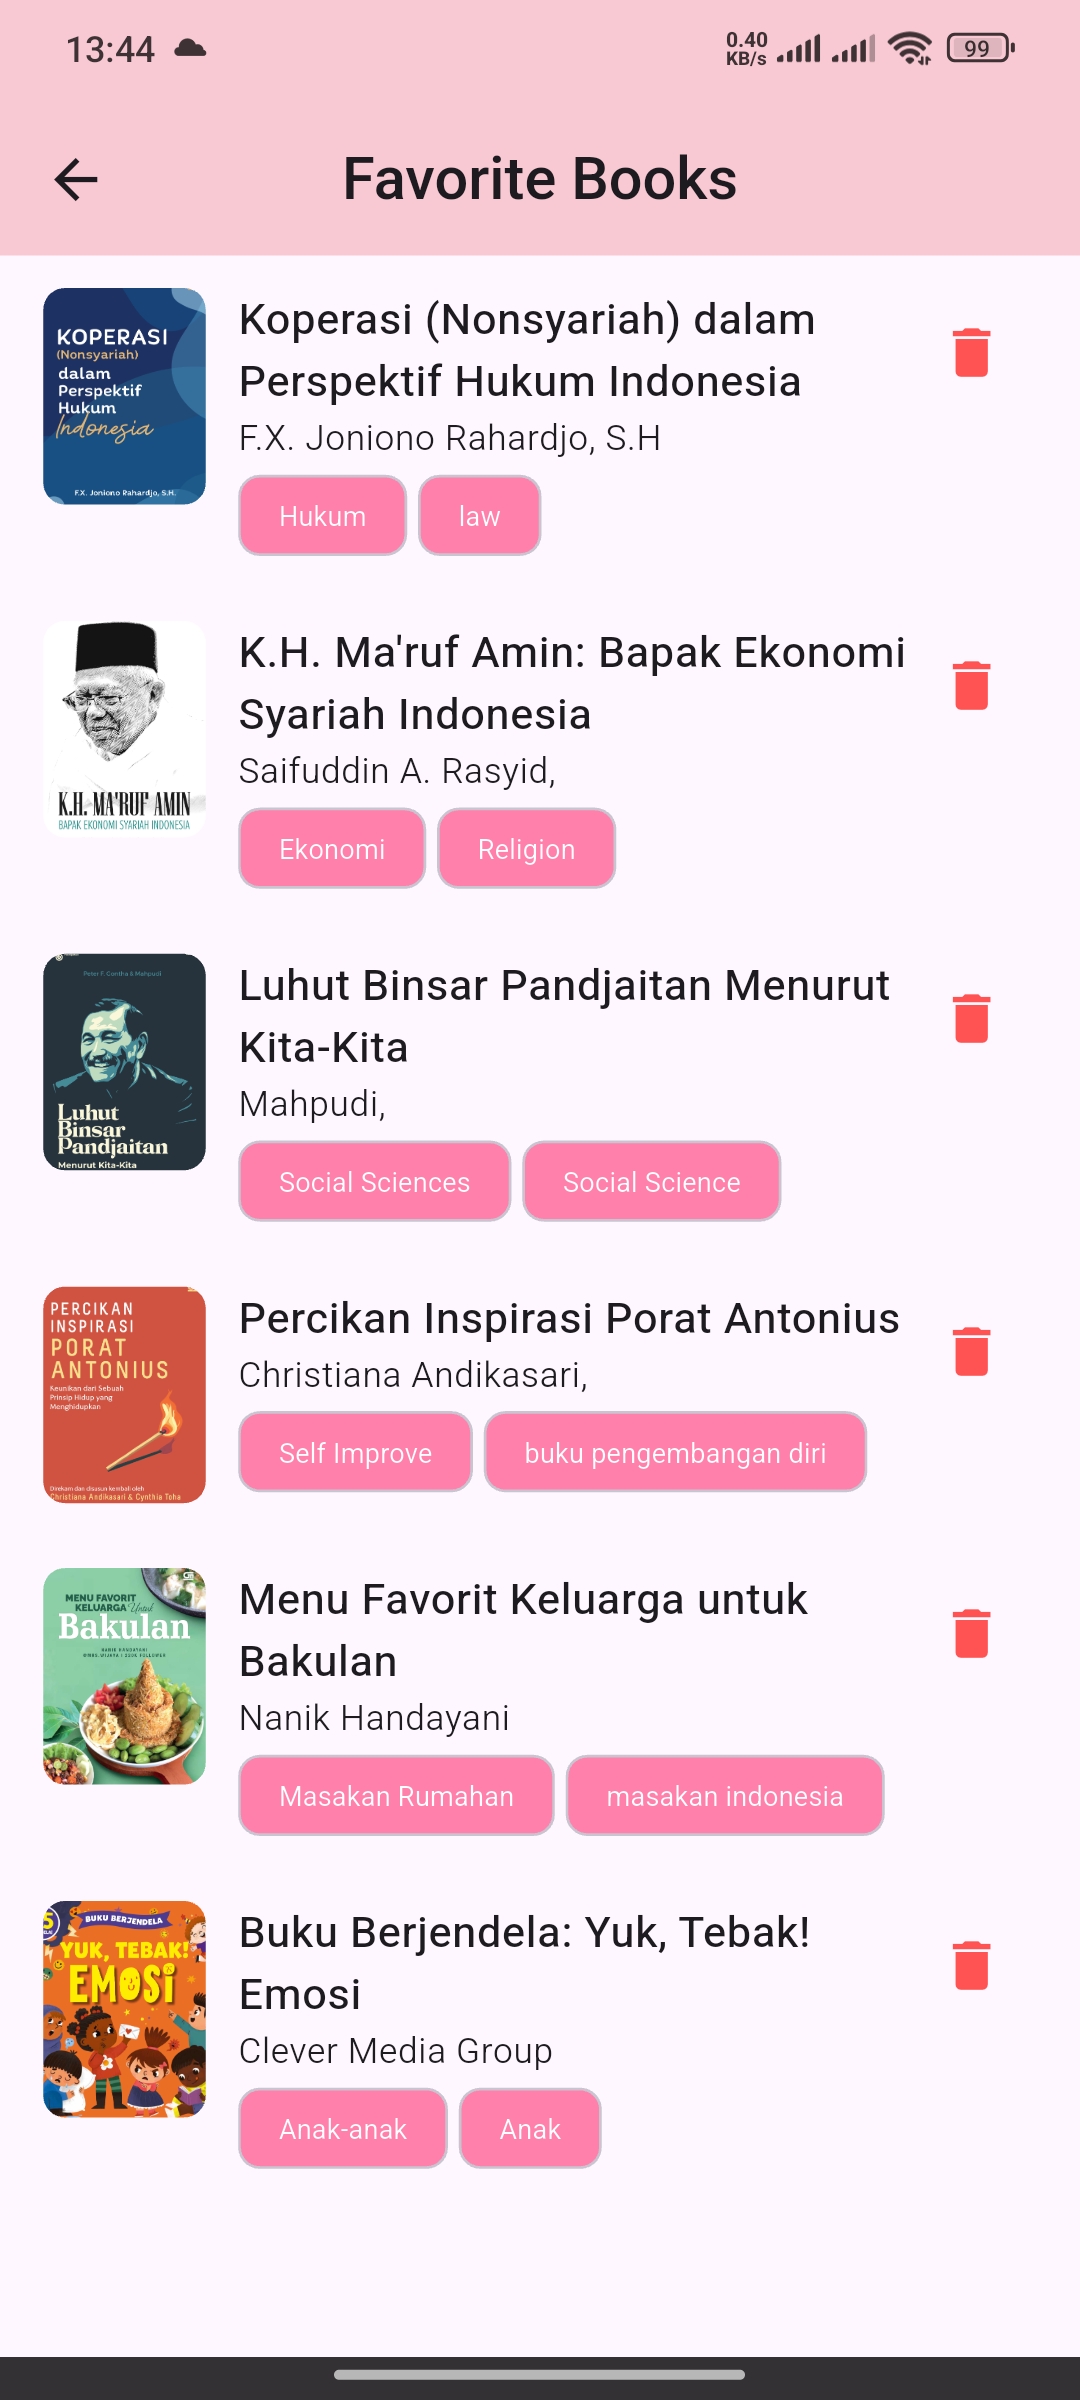 13:44
0.40
KB/s
99
Favorite Books
KOPERASI
(Nonsyariah)
dalam
Perspektif
Hukum
Indonesia
F.X. Joniono Rahardjo, S.H.
Koperasi (Nonsyariah) dalam
Perspektif Hukum Indonesia
F.X. Joniono Rahardjo, S.H
Hukum
law
K.H. MA'RUF AMIN
BAPAK EKONOMI SYARIAH INDONESIA
K.H. Ma'ruf Amin: Bapak Ekonomi
Syariah Indonesia
Saifuddin A. Rasyid,
Ekonomi
Religion
Peter F. Gontha & Mahpudi
Luhut
Binsar
Pandjaitan
Menurut Kita-Kita
Luhut Binsar Pandjaitan Menurut
Kita-Kita
Mahpudi,
Social Sciences
Social Science
PERCIKAN
INSPIRASI
PORAT
ANTONIUS
Keunikan dari Sebuah
Prinsip Hidup yang
Menghidupkan
Direkam dan disusun kembali oleh
Christiana Andikasari & Cynthia Toha
Percikan Inspirasi Porat Antonius
Christiana Andikasari,
Self Improve
buku pengembangan diri
MENU FAVORIT
KELUARGA Untuk
Bakulan
NANIK HANDAYANI
Menu Favorit Keluarga untuk
Bakulan
Nanik Handayani
Masakan Rumahan
masakan indonesia
5
BUKU BERJENDELA
YUK, TEBAK!
EMOSI
Buku Berjendela: Yuk, Tebak!
Emosi
Clever Media Group
Anak-anak
Anak